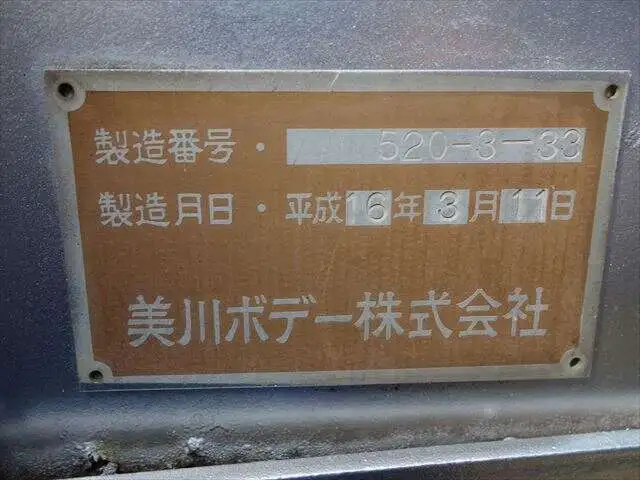 製造番号・ 520-3-33
製造月日・平成16年3月11日
美川ボデー株式会社